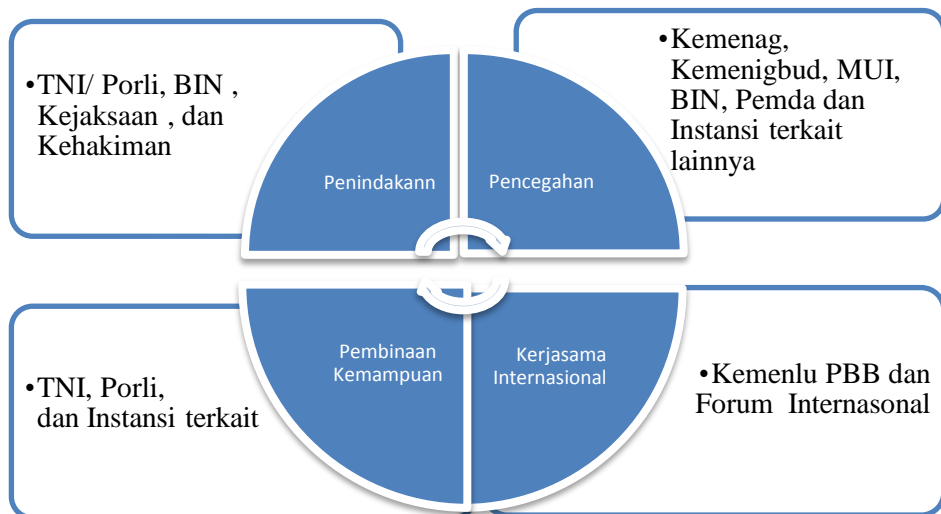 •TNI/ Porli, BIN ,
Kejaksaan , dan
Kehakiman
Penindakann
•Kemenag,
Kemenigbud, MUI,
BIN, Pemda dan
Instansi terkait
lainnya
Pencegahan
•TNI, Porli,
dan Instansi terkait
Pembinaan
Kemampuan
Kerjasama
Internasional
•Kemenlu PBB dan
Forum Internasonal